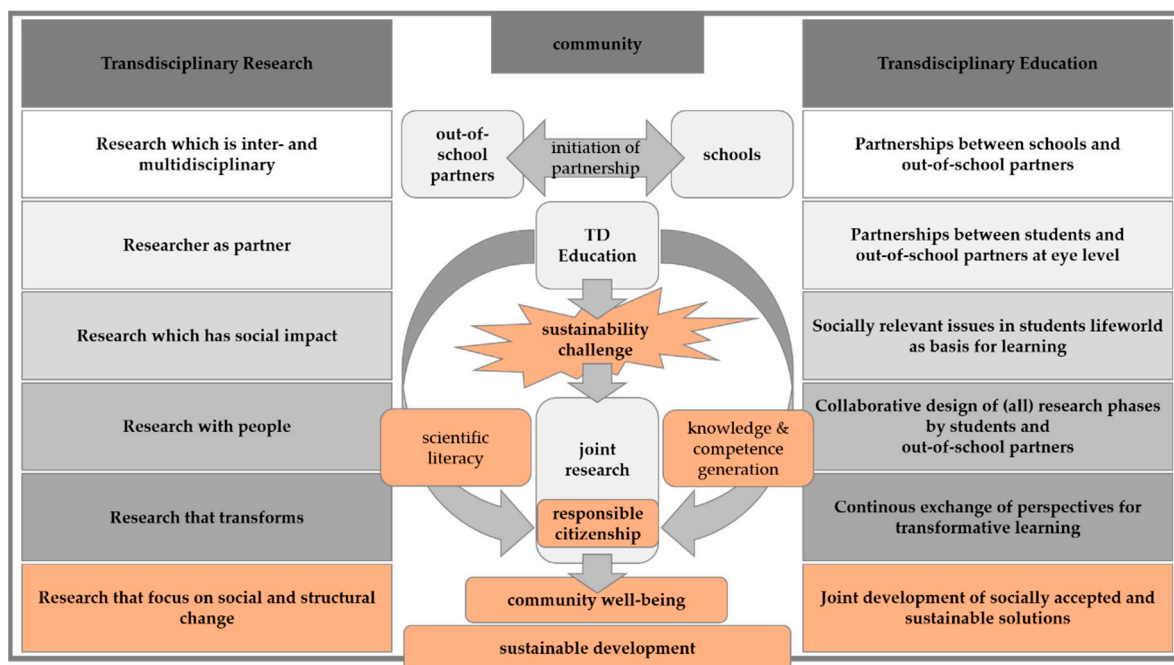 Transdisciplinary Research
Research which is inter- and
multidisciplinary
Researcher as partner
Research which has social impact
Research with people
Research that transforms
Research that focus on social and structural
change
community
out-of-
school
partners
initiation of
partnership
schools
TD
Education
sustainability
challenge
scientific
literacy
joint
research
knowledge &
competence
generation
responsible
citizenship
community well-being
sustainable development
Transdisciplinary Education
Partnerships between schools and
out-of-school partners
Partnerships between students and
out-of-school partners at eye level
Socially relevant issues in students lifeworld
as basis for learning
Collaborative design of (all) research phases
by students and
out-of-school partners
Continous exchange of perspectives for
transformative learning
Joint development of socially accepted and
sustainable solutions